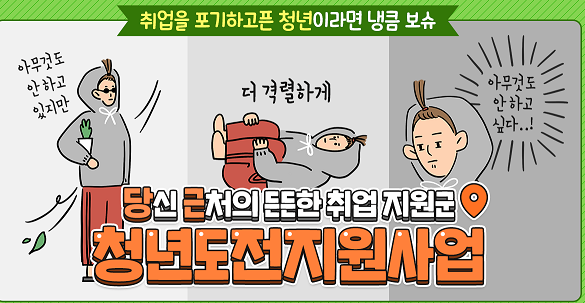 취업을 포기하고픈 청년이라면 냉큼 보슈
아무것도
안 하고
있지만
더 격렬하게
아무것도
안 하고
싶다..!
당신 근처의 든든한 취업 지원군
청년도전지원사업